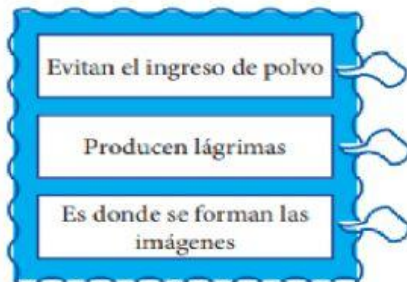 Evitan el ingreso de polvo
Producen lágrimas
Es donde se forman las
imágenes